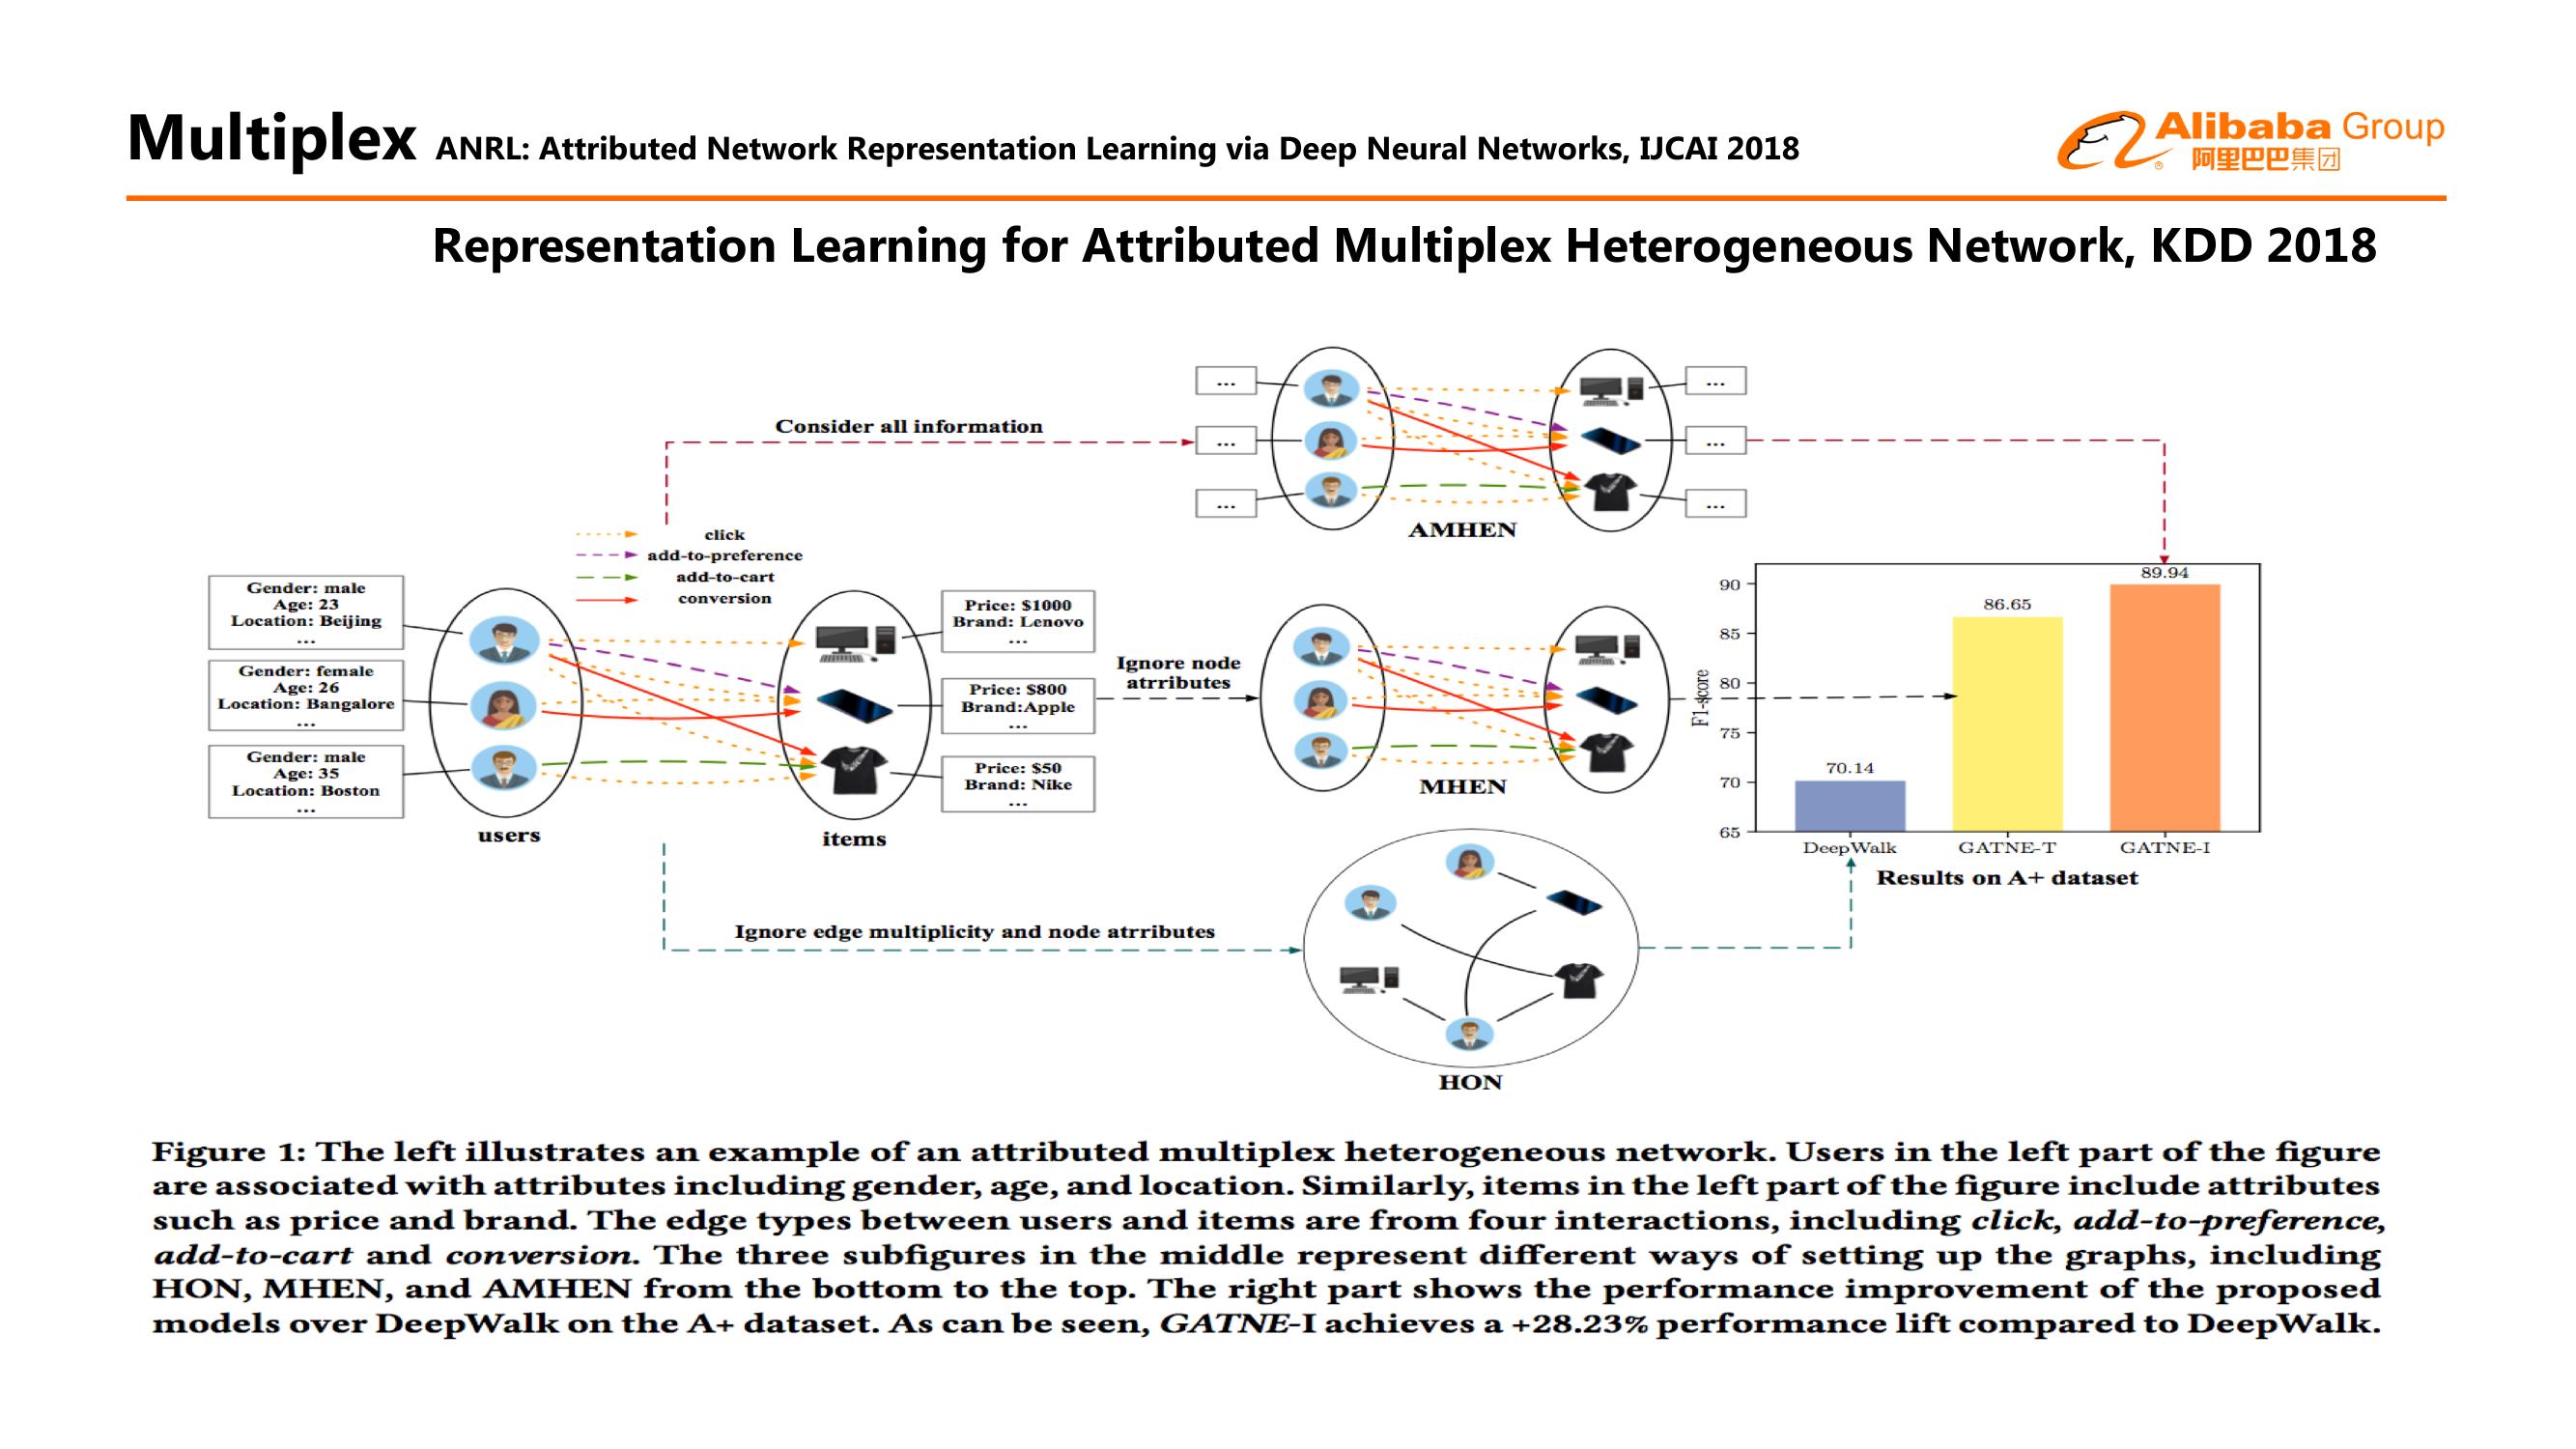 Multiplex ANRL: Attributed Network Representation Learning via Deep Neural Networks, IJCAI 2018
Alibaba Group
阿里巴巴集团
®
Representation Learning for Attributed Multiplex Heterogeneous Network, KDD 2018
Consider all information
...
...
...
...
...
...
AMHEN
click
add-to-preference
add-to-cart
conversion
Gender: male
Age: 23
Location: Beijing
...
Gender: female
Age: 26
Location: Bangalore
...
Gender: male
Age: 35
Location: Boston
...
users
items
Price: $1000
Brand: Lenovo
...
Price: $800
Brand:Apple
...
Price: $50
Brand: Nike
...
Ignore node
atrributes
MHEN
F1-score
90
85
80
75
70
65
70.14
86.65
89.94
DeepWalk
GATNE-T
GATNE-I
Results on A+ dataset
Ignore edge multiplicity and node atrributes
HON
Figure 1: The left illustrates an example of an attributed multiplex heterogeneous network. Users in the left part of the figure
are associated with attributes including gender, age, and location. Similarly, items in the left part of the figure include attributes
such as price and brand. The edge types between users and items are from four interactions, including click, add-to-preference,
add-to-cart and conversion. The three subfigures in the middle represent different ways of setting up the graphs, including
HON, MHEN, and AMHEN from the bottom to the top. The right part shows the performance improvement of the proposed
models over DeepWalk on the A+ dataset. As can be seen, GATNE-I achieves a +28.23% performance lift compared to DeepWalk.